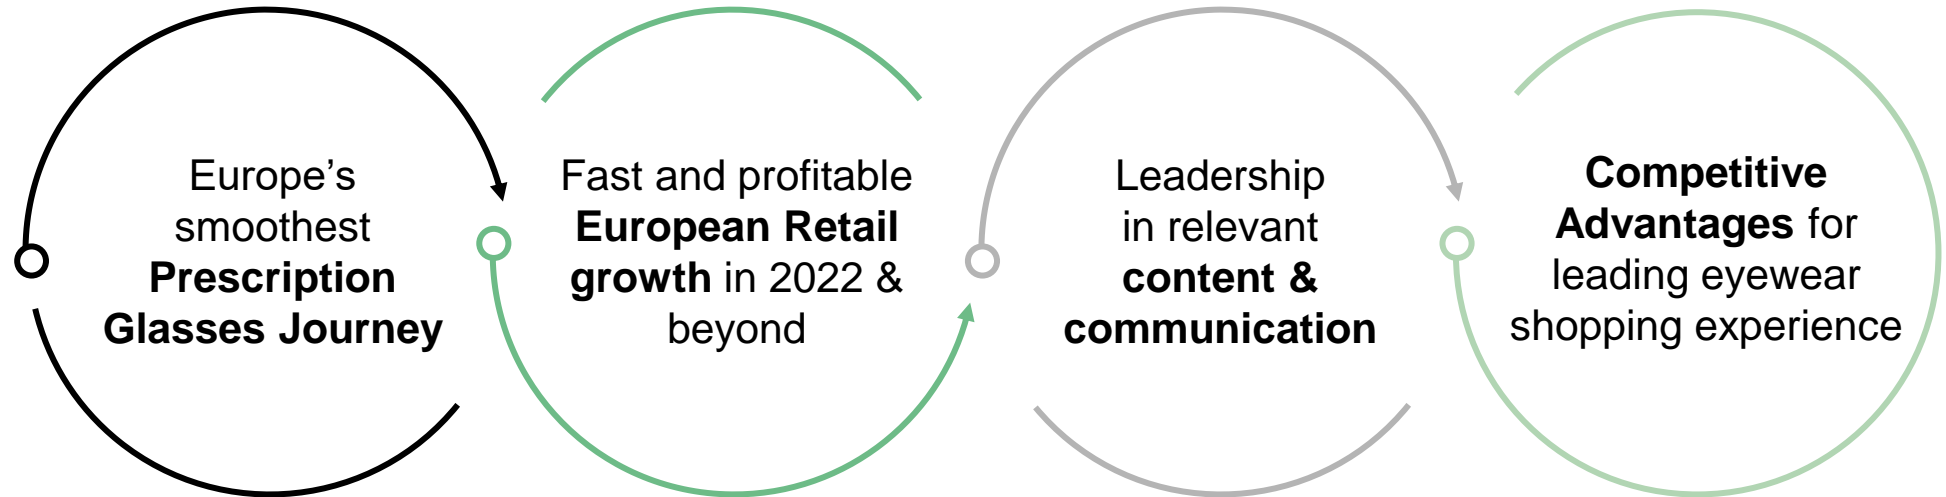 Europe’s
smoothest
Prescription
Glasses Journey
Fast and profitable
European Retail
growth in 2022 &
beyond
Leadership
in relevant
content &
communication
Competitive
Advantages for
leading eyewear
shopping experience